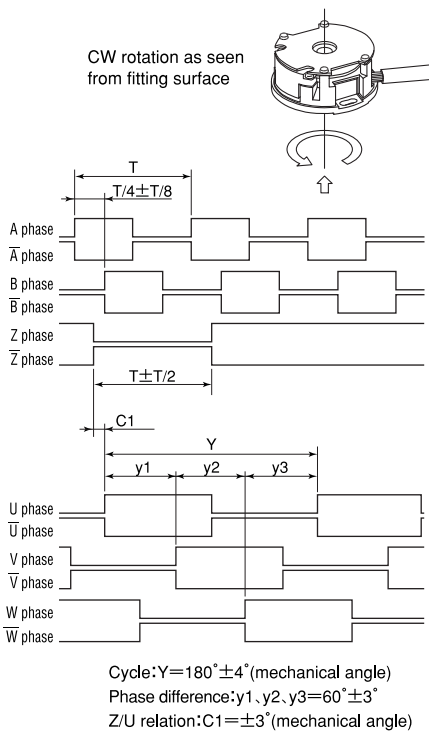 CW rotation as seen
from fitting surface
T
T/4±T/8
A phase
A̅ phase
B phase
B̅ phase
Z phase
Z̅ phase
T±T/2
C1
Y
y1
y2
y3
U phase
U̅ phase
V phase
V̅ phase
W phase
W̅ phase
Cycle:Y=180°±4°(mechanical angle)
Phase difference:y1、y2、y3=60°±3°
Z/U relation:C1=±3°(mechanical angle)